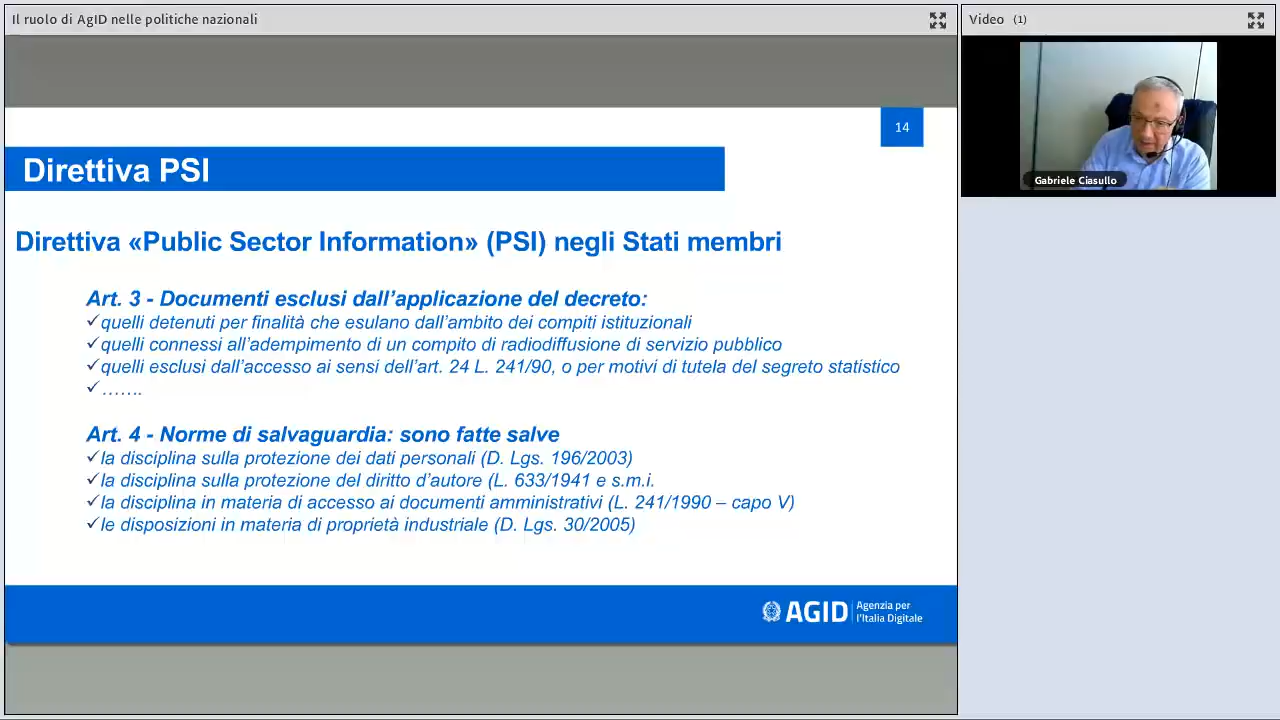 Il ruolo di AgID nelle politiche nazionali
Video (1)
14
Gabriele Ciasullo
Direttiva PSI
Direttiva «Public Sector Information» (PSI) negli Stati membri
Art. 3 - Documenti esclusi dall'applicazione del decreto:
✓quelli detenuti per finalità che esulano dall'ambito dei compiti istituzionali
✓quelli connessi all'adempimento di un compito di radiodiffusione di servizio pubblico
✓quelli esclusi dall'accesso ai sensi dell'art. 24 L. 241/90, o per motivi di tutela del segreto statistico
✓…….
Art. 4 - Norme di salvaguardia: sono fatte salve
✓la disciplina sulla protezione dei dati personali (D. Lgs. 196/2003)
✓la disciplina sulla protezione del diritto d'autore (L. 633/1941 e s.m.i.
✓la disciplina in materia di accesso ai documenti amministrativi (L. 241/1990 – capo V)
✓le disposizioni in materia di proprietà industriale (D. Lgs. 30/2005)
AGID
Agenzia per
l'Italia Digitale